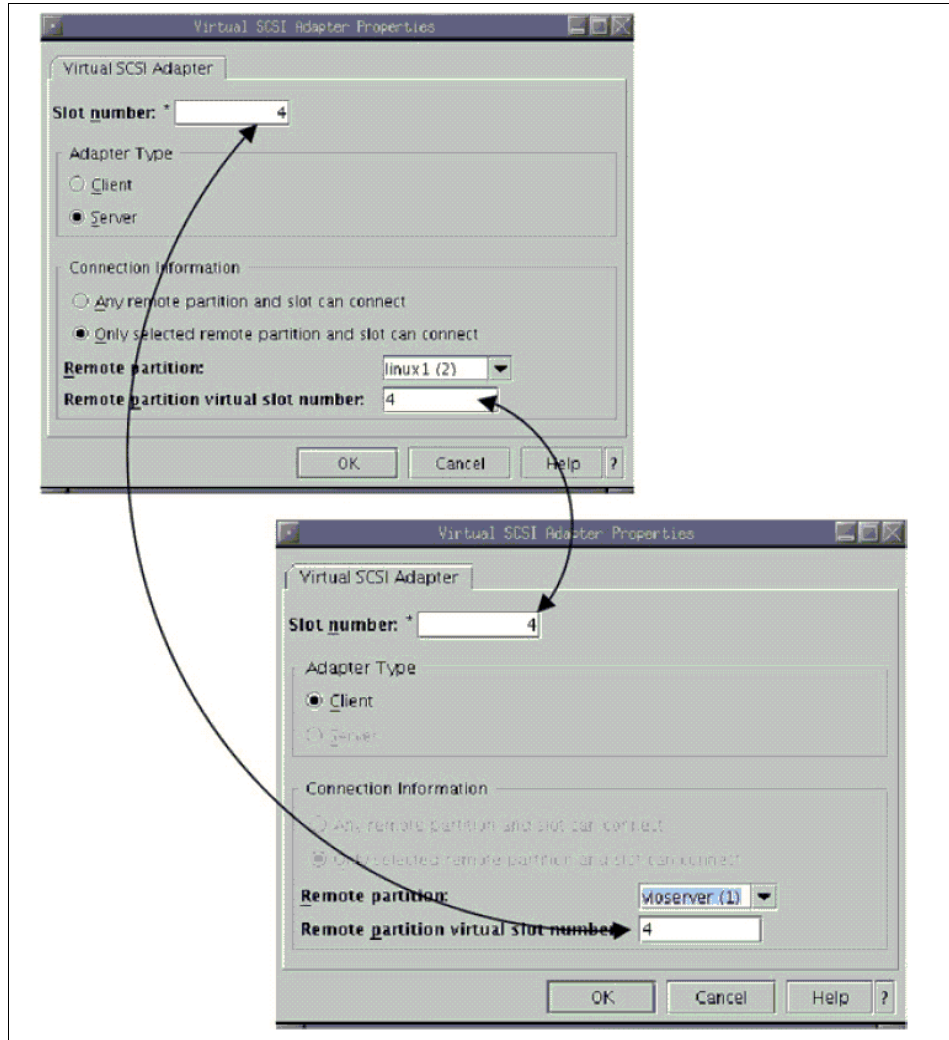 Virtual SCSI Adapter Properties
Virtual SCSI Adapter
Slot number: * 4
Adapter Type
Client
Server
Connection Information
Any remote partition and slot can connect
Only selected remote partition and slot can connect
Remote partition: linux1 (2)
Remote partition virtual slot number: 4
OK Cancel Help ?
Virtual SCSI Adapter Properties
Virtual SCSI Adapter
Slot number: * 4
Adapter Type
Client
Server
Connection Information
Any remote partition and slot can connect
Only selected remote partition and slot can connect
Remote partition: vioserver (1)
Remote partition virtual slot number: 4
OK Cancel Help ?